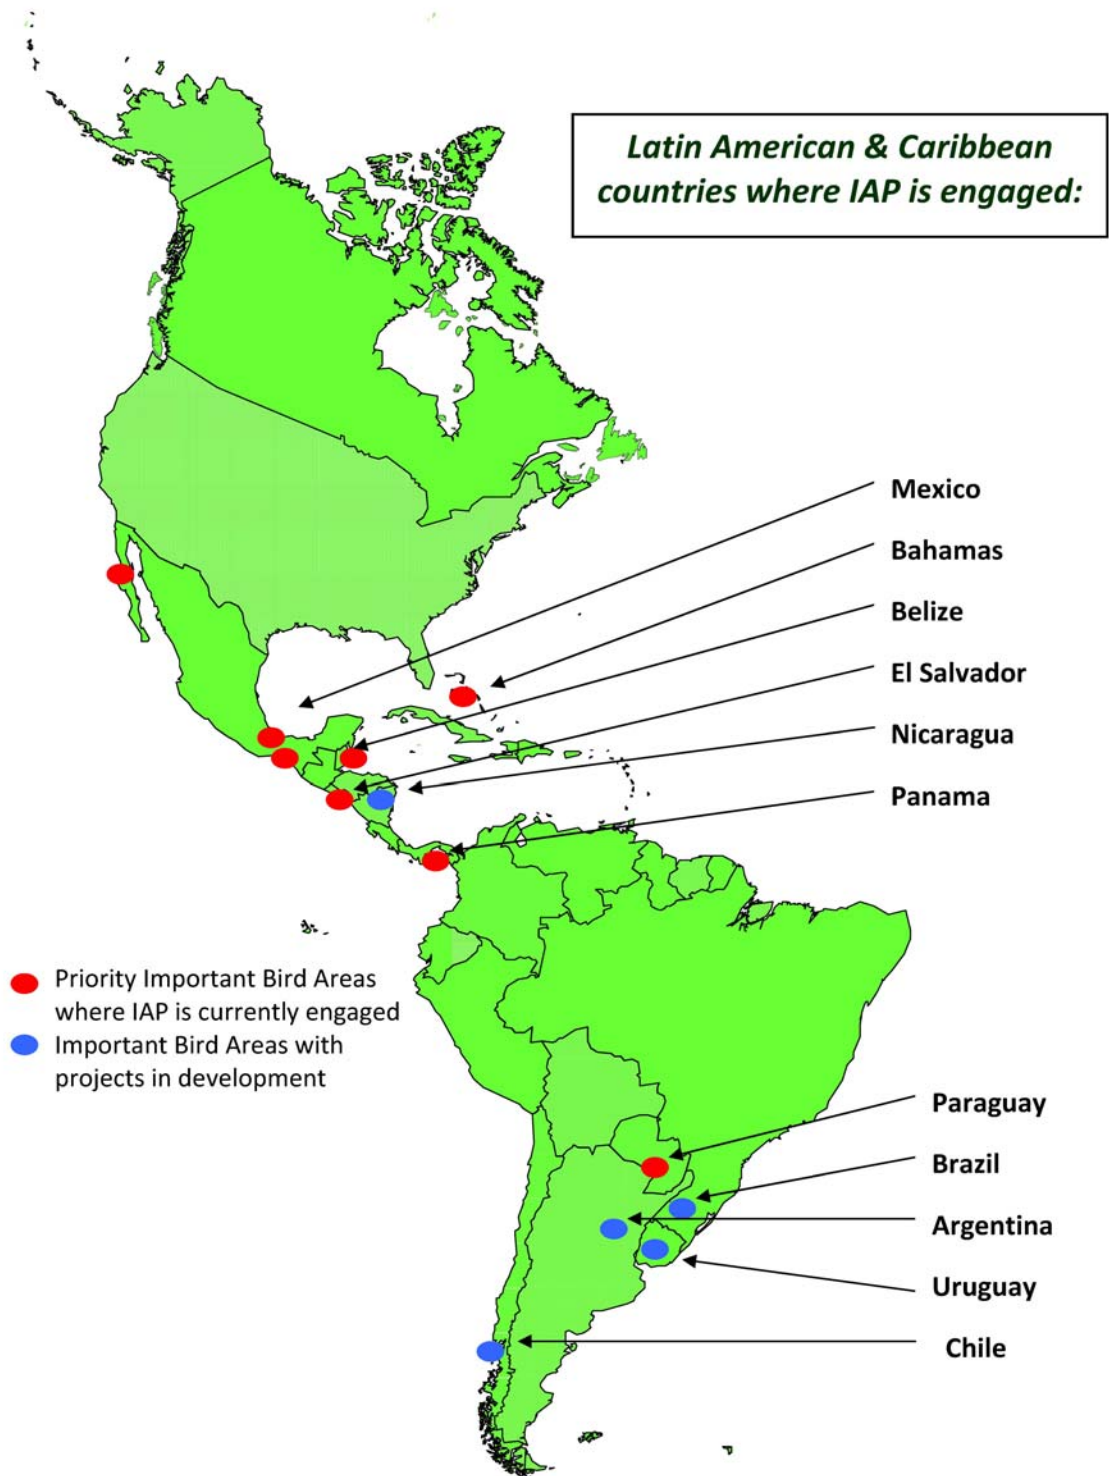 Latin American & Caribbean
countries where IAP is engaged:
Mexico
Bahamas
Belize
El Salvador
Nicaragua
Panama
Priority Important Bird Areas
where IAP is currently engaged
Important Bird Areas with
projects in development
Paraguay
Brazil
Argentina
Uruguay
Chile